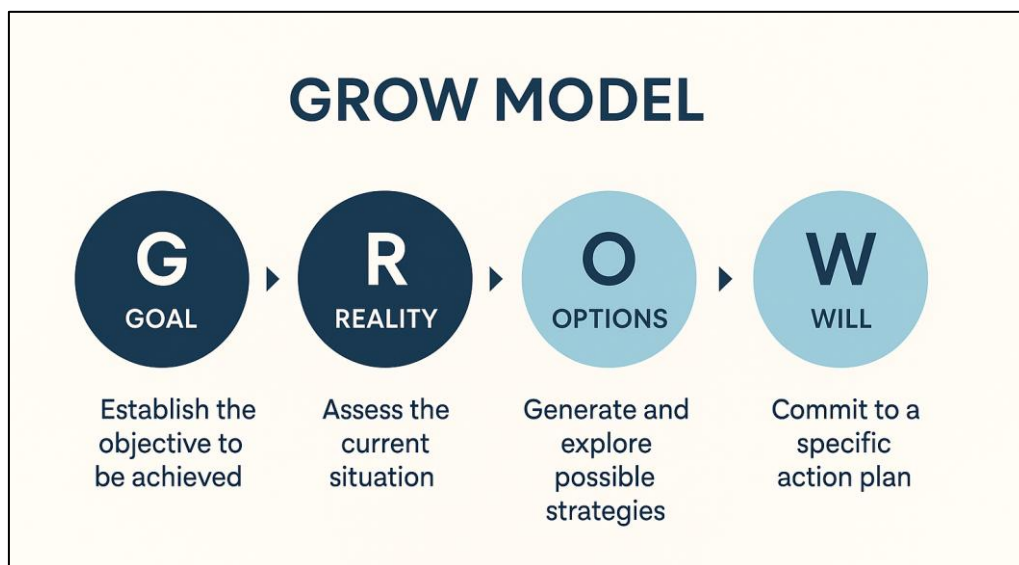 GROW MODEL
G
GOAL
Establish the
objective to
be achieved
R
REALITY
Assess the
current
situation
O
OPTIONS
Generate and
explore
possible
strategies
W
WILL
Commit to a
specific
action plan